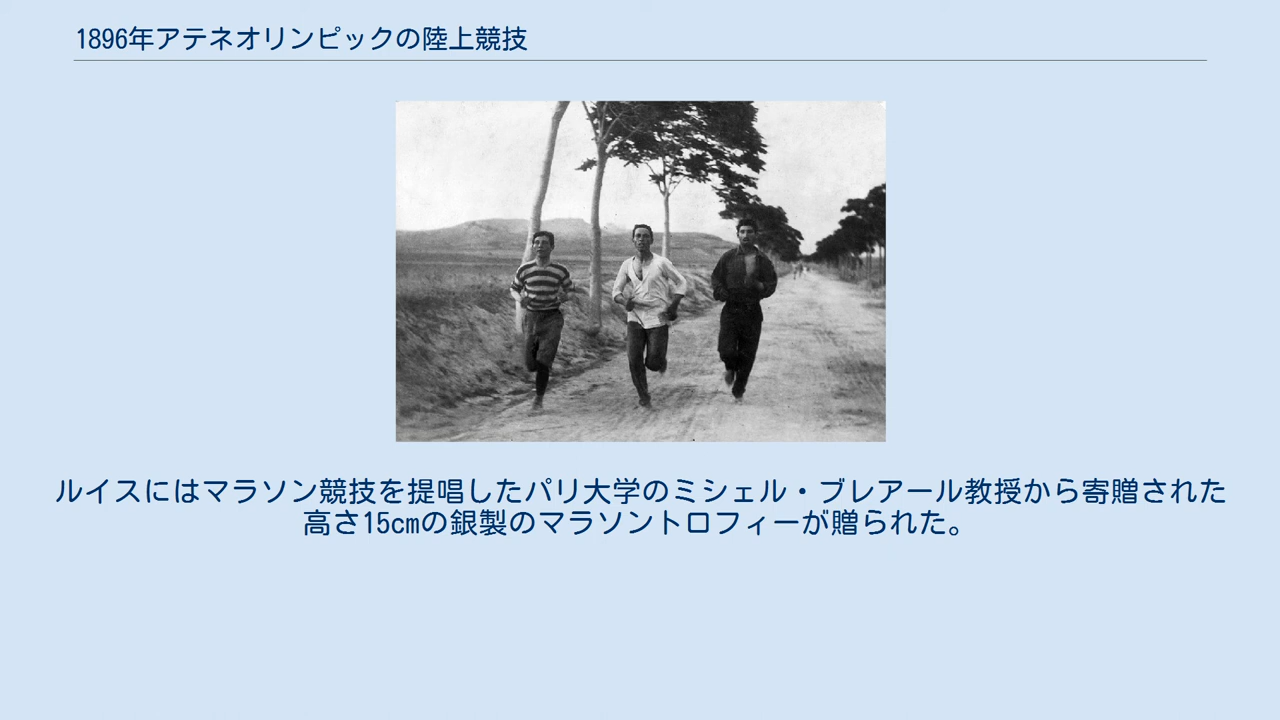 1896年アテネオリンピックの陸上競技
ルイスにはマラソン競技を提唱したパリ大学のミシェル・ブレアール教授から寄贈された
高さ15cmの銀製のマラソントロフィーが贈られた。